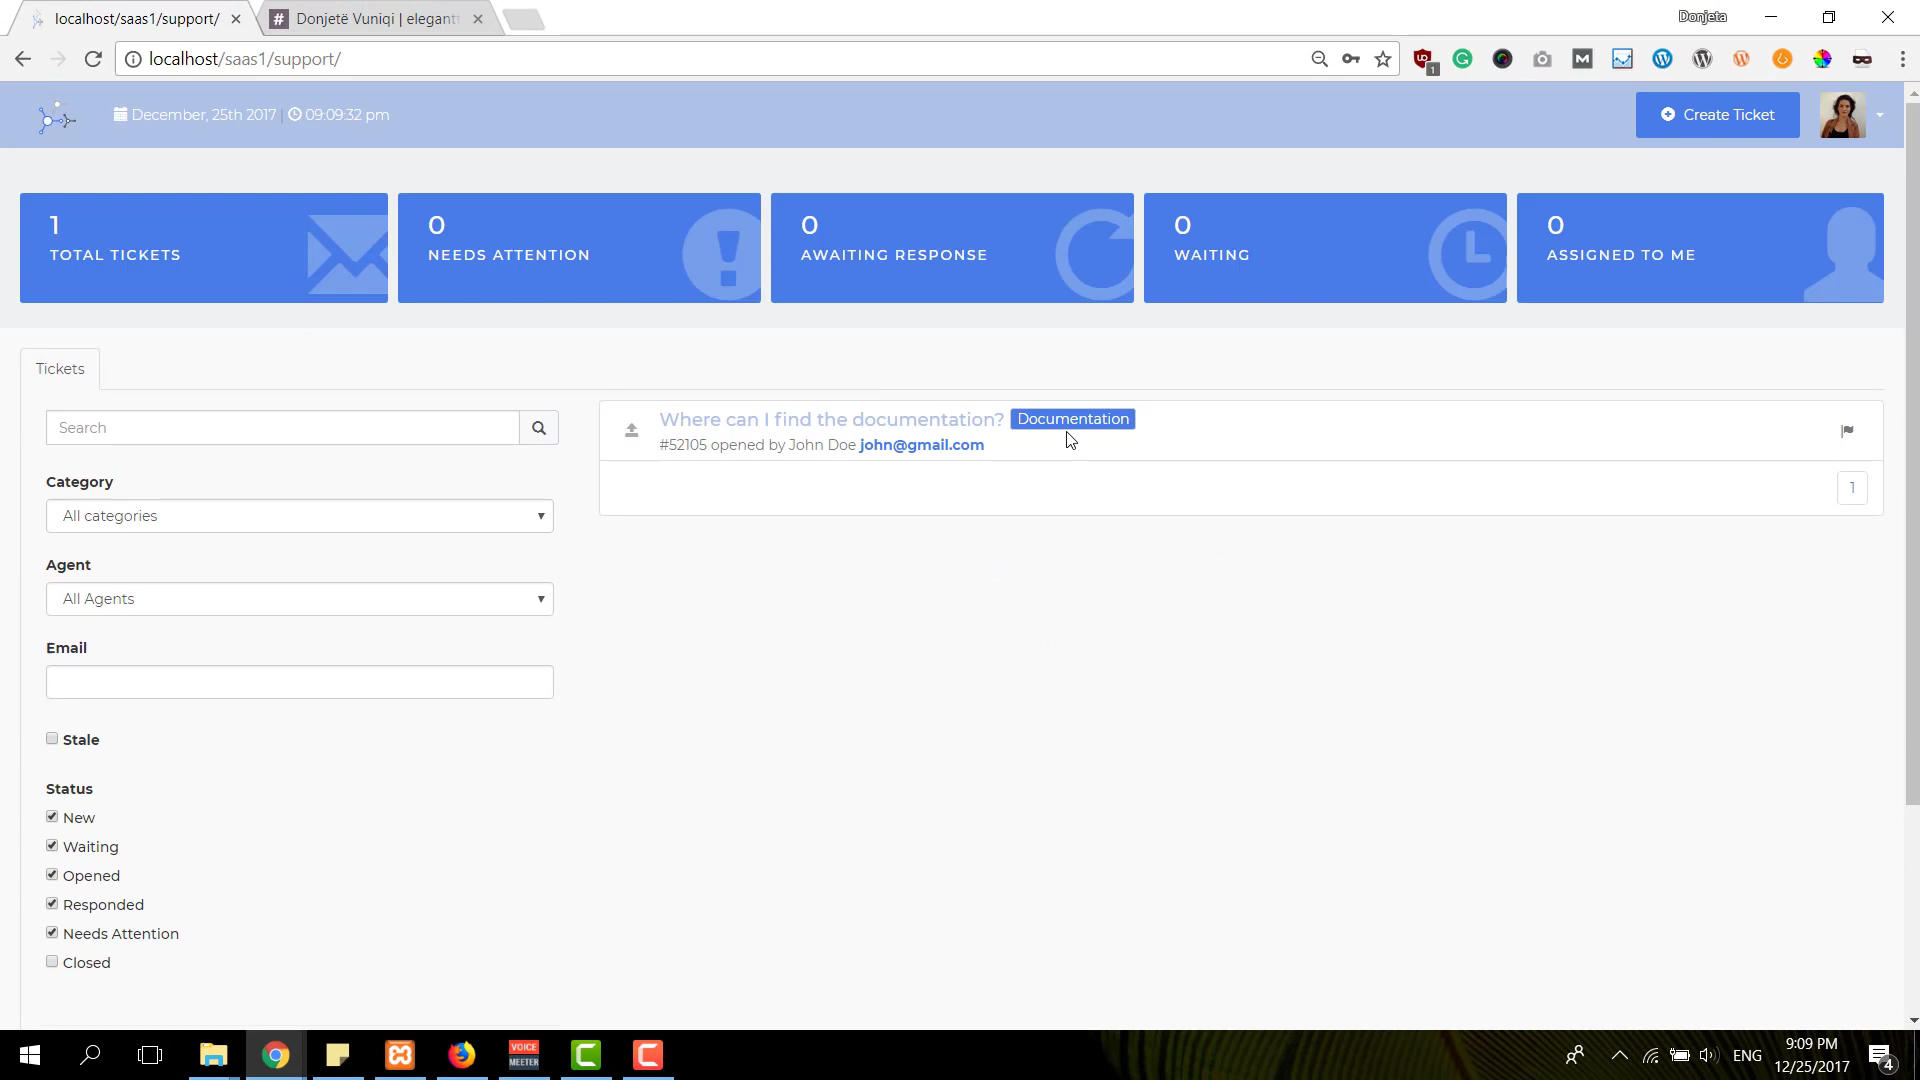 localhost/saas1/support/
Donjetë Vuniqi | elegantt
Donjeta
localhost/saas1/support/
1
December, 25th 2017 | 09:09:32 pm
Create Ticket
1
TOTAL TICKETS
0
NEEDS ATTENTION
0
AWAITING RESPONSE
0
WAITING
0
ASSIGNED TO ME
Tickets
Search
Category
All categories
Agent
All Agents
Email
Stale
Status
New
Waiting
Opened
Responded
Needs Attention
Closed
Where can I find the documentation? Documentation
#52105 opened by John Doe john@gmail.com
1
VOICE
MEETER
ENG
9:09 PM
12/25/2017
4